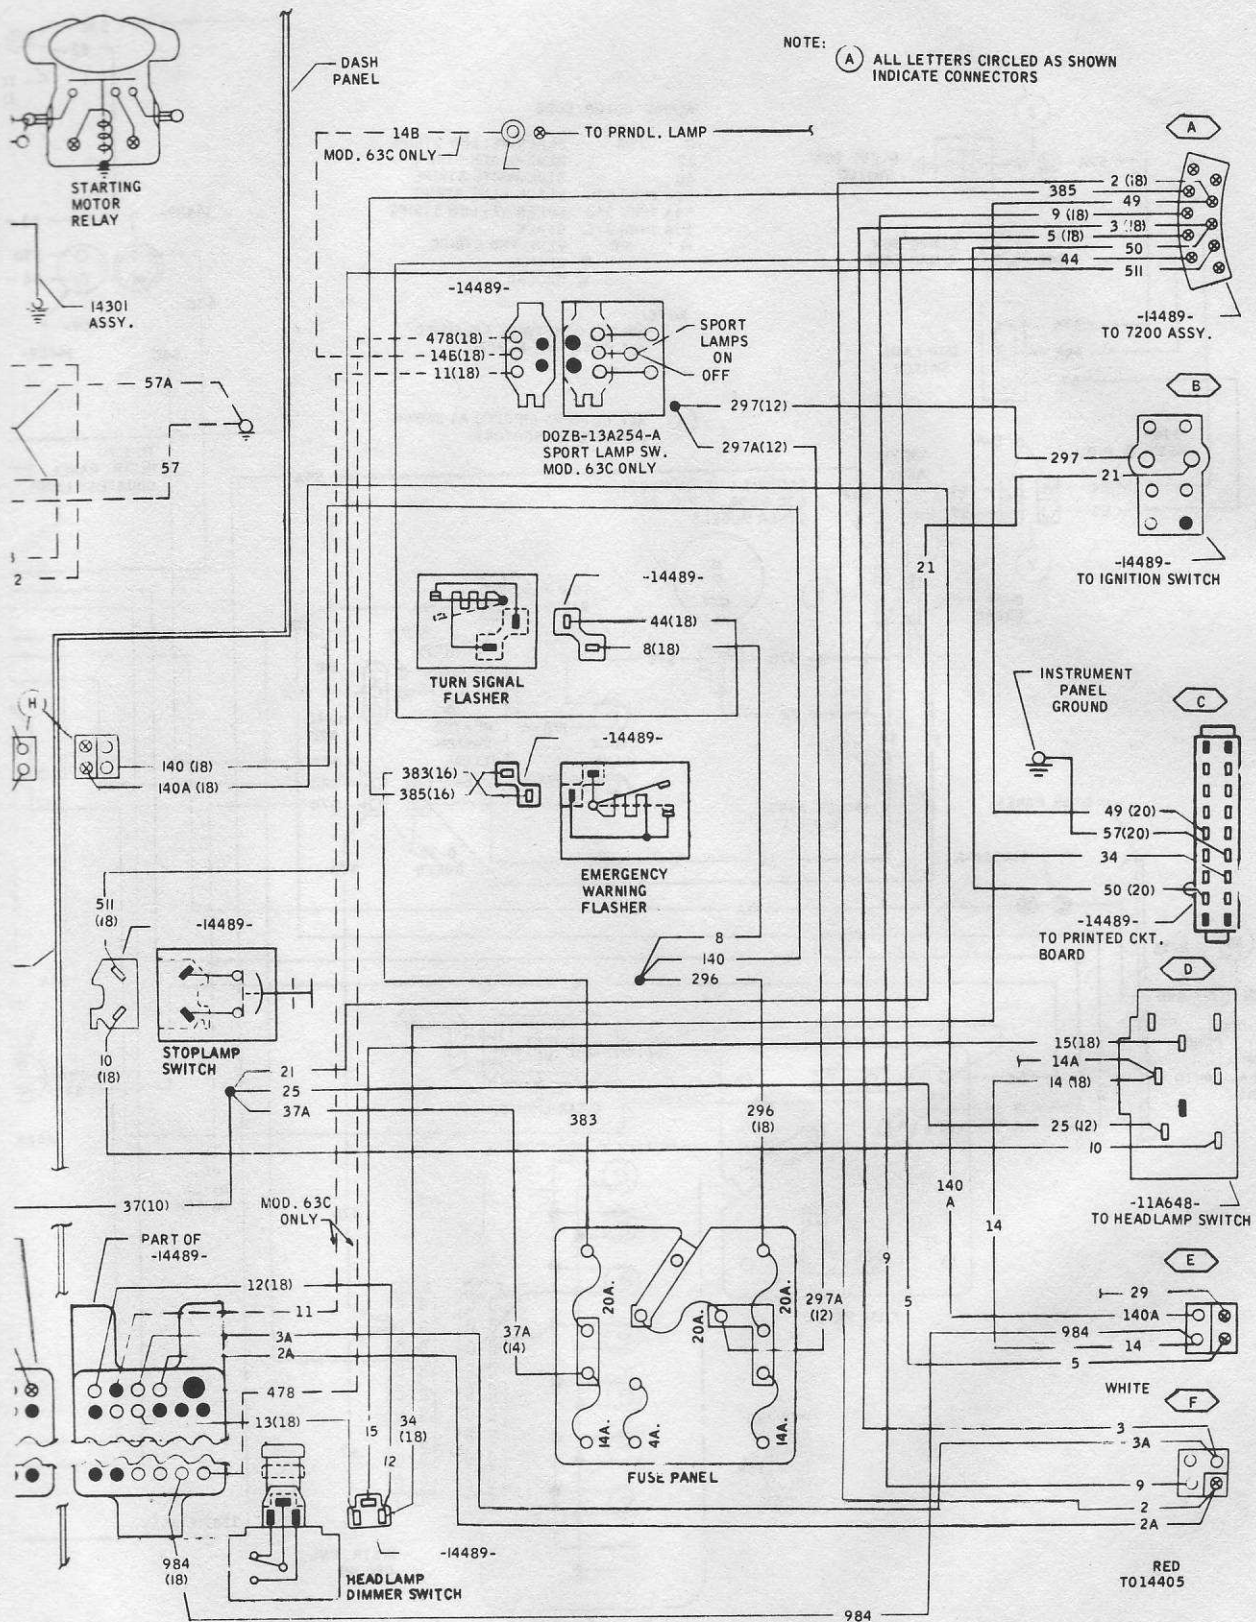 NOTE:
A ALL LETTERS CIRCLED AS SHOWN
INDICATE CONNECTORS
DASH
PANEL
14B
MOD. 63C ONLY
TO PRNDL. LAMP
A
STARTING
MOTOR
RELAY
2 (18)
385
49
9 (18)
3 (18)
5 (18)
50
44
511
14301
ASSY.
-14489-
TO 7200 ASSY.
-14489-
478(18)
14B(18)
11(18)
SPORT
LAMPS
ON
OFF
57A
B
297(12)
297A(12)
DOZB-13A254-A
SPORT LAMP SW.
MOD. 63C ONLY
57
297
21
2
21
-14489-
TO IGNITION SWITCH
-14489-
44(18)
8(18)
TURN SIGNAL
FLASHER
INSTRUMENT
PANEL
GROUND
C
H
-14489-
140 (18)
140A (18)
383(16)
385(16)
49 (20)
57(20)
34
50 (20)
EMERGENCY
WARNING
FLASHER
-14489-
TO PRINTED CKT.
BOARD
511
(18)
-14489-
8
140
296
D
STOPLAMP
SWITCH
10
(18)
15(18)
14A
14 (18)
21
25
37A
383
296
(18)
25 (12)
10
37(10)
MOD. 63C
ONLY
140
A
14
-11A648-
TO HEADLAMP SWITCH
PART OF
-14489-
9
E
12(18)
11
3A
2A
20A.
20A.
20A.
297A
(12)
5
29
140A
984
14
5
37A
(14)
WHITE
F
478
13(18)
15
34
(18)
12
14A.
4A.
14A.
3
3A
FUSE PANEL
9
2
2A
-14489-
984
(18)
HEADLAMP
DIMMER SWITCH
RED
TO14405
984